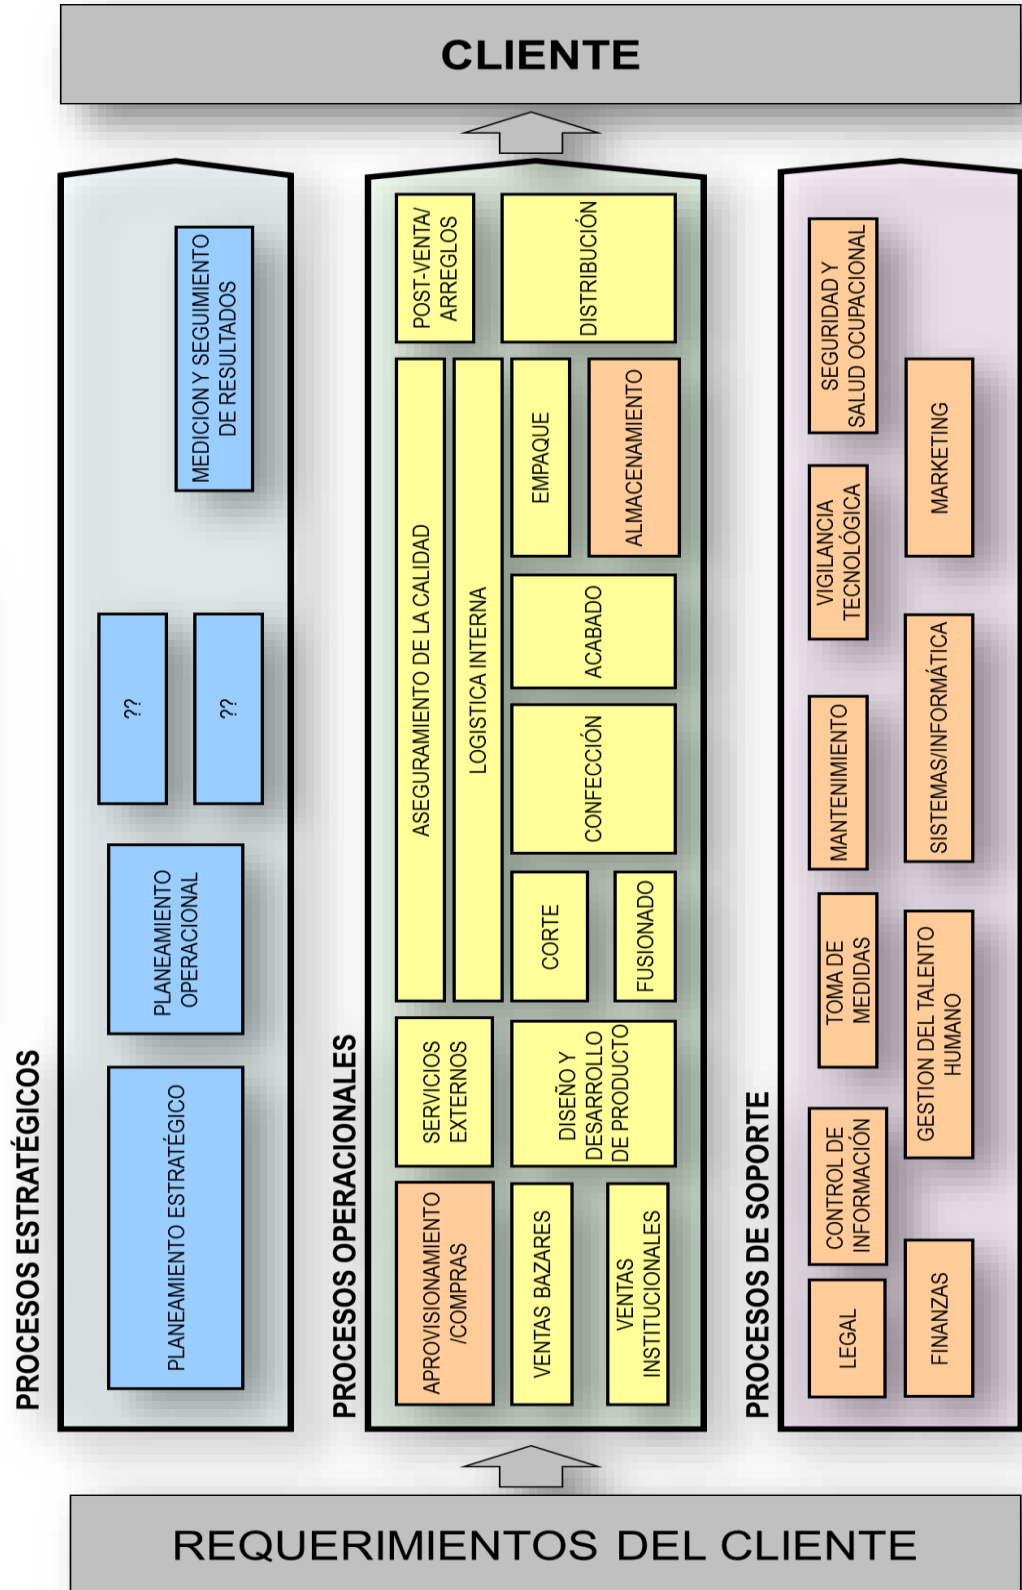 CLIENTE
PROCESOS ESTRATÉGICOS
PLANEAMIENTO ESTRATÉGICO
PLANEAMIENTO
OPERACIONAL
??
??
MEDICION Y SEGUIMIENTO
DE RESULTADOS
PROCESOS OPERACIONALES
APROVISIONAMIENTO
/COMPRAS
VENTAS BAZARES
VENTAS
INSTITUCIONALES
SERVICIOS
EXTERNOS
DISEÑO Y
DESARROLLO
DE PRODUCTO
ASEGURAMIENTO DE LA CALIDAD
LOGISTICA INTERNA
CORTE
FUSIONADO
CONFECCIÓN
ACABADO
EMPAQUE
ALMACENAMIENTO
POST-VENTA/
ARREGLOS
DISTRIBUCIÓN
PROCESOS DE SOPORTE
LEGAL
CONTROL DE
INFORMACIÓN
TOMA DE
MEDIDAS
MANTENIMIENTO
VIGILANCIA
TECNOLÓGICA
SEGURIDAD Y
SALUD OCUPACIONAL
FINANZAS
GESTION DEL TALENTO
HUMANO
SISTEMAS/INFORMÁTICA
MARKETING
REQUERIMIENTOS DEL CLIENTE